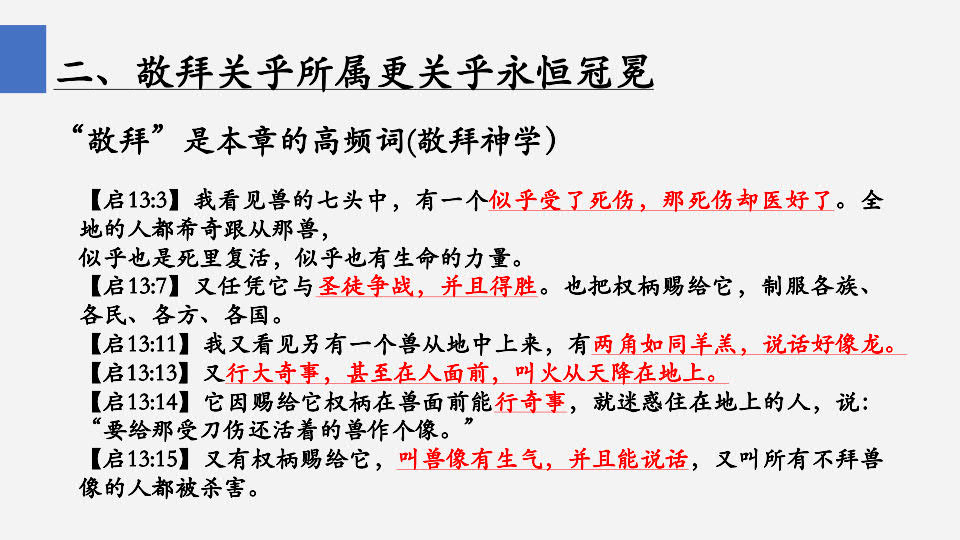 二、敬拜关乎所属更关乎永恒冠冕
“敬拜”是本章的高频词(敬拜神学）
【启13:3】我看见兽的七头中，有一个似乎受了死伤，那死伤却医好了。全
地的人都希奇跟从那兽，
似乎也是死里复活，似乎也有生命的力量。
【启13:7】又任凭它与圣徒争战，并且得胜。也把权柄赐给它，制服各族、
各民、各方、各国。
【启13:11】我又看见另有一个兽从地中上来，有两角如同羊羔，说话好像龙。
【启13:13】又行大奇事，甚至在人面前，叫火从天降在地上。
【启13:14】它因赐给它权柄在兽面前能行奇事，就迷惑住在地上的人，说：
“要给那受刀伤还活着的兽作个像。”
【启13:15】又有权柄赐给它，叫兽像有生气，并且能说话，又叫所有不拜兽
像的人都被杀害。